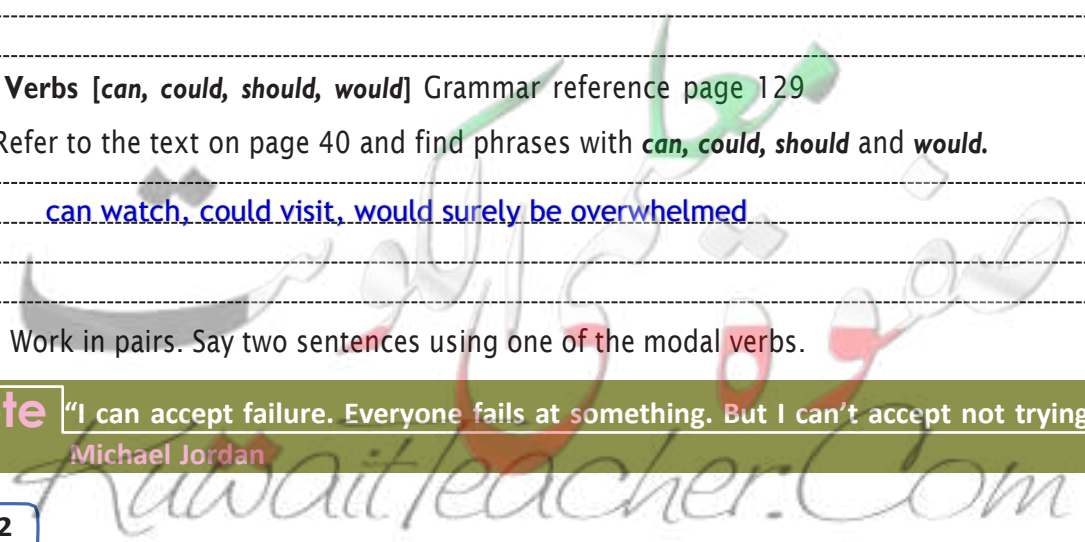 Verbs [can, could, should, would] Grammar reference page 129
Refer to the text on page 40 and find phrases with can, could, should and would.
can watch, could visit, would surely be overwhelmed
Work in pairs. Say two sentences using one of the modal verbs.
te "I can accept failure. Everyone fails at something. But I can't accept not trying
Michael Jordan
KuwaitTeacher.Com
2